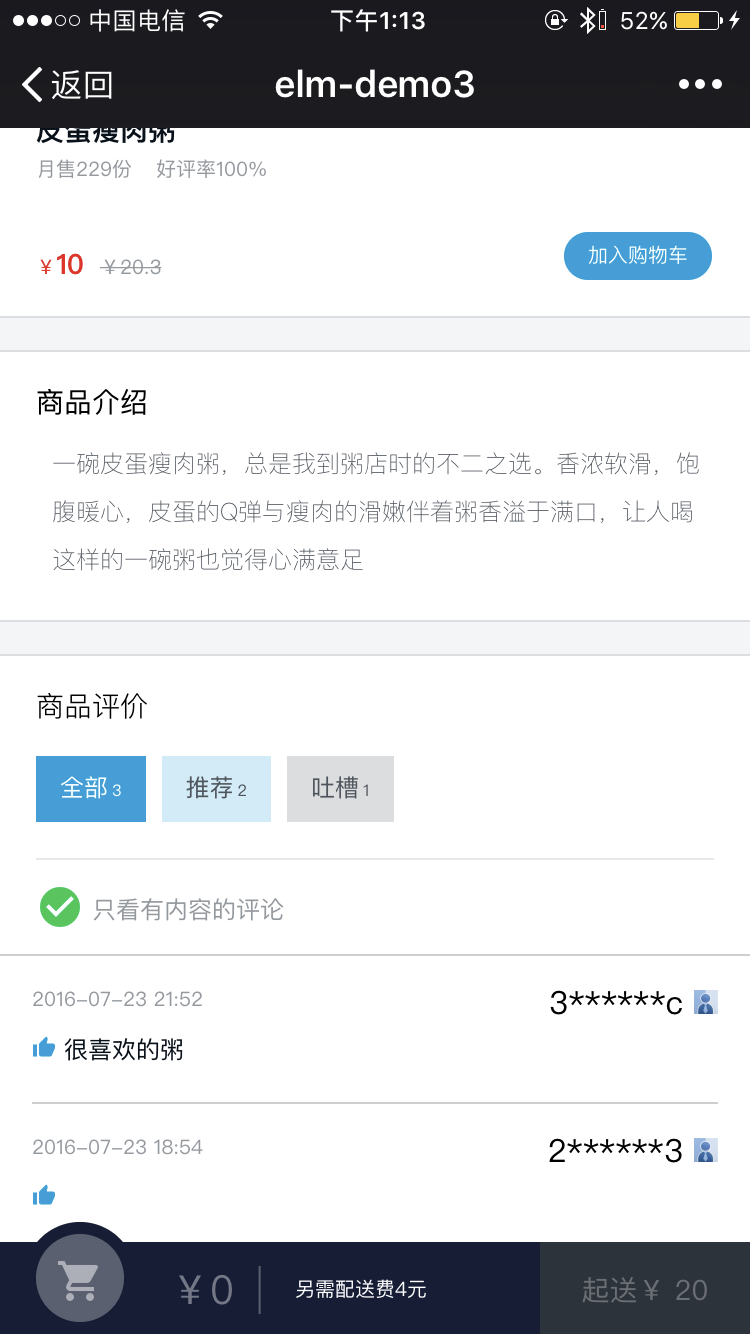 中国电信 下午1:13 52%
返回 elm-demo3
皮蛋瘦肉粥
月售229份 好评率100%
￥10 ￥20.3 加入购物车
商品介绍
一碗皮蛋瘦肉粥，总是我到粥店时的不二之选。香浓软滑，饱
腹暖心，皮蛋的Q弹与瘦肉的滑嫩伴着粥香溢于满口，让人喝
这样的一碗粥也觉得心满意足
商品评价
全部 3 推荐 2 吐槽 1
只看有内容的评论
2016-07-23 21:52 3******c
很喜欢的粥
2016-07-23 18:54 2******3
￥0 另需配送费4元 起送￥ 20